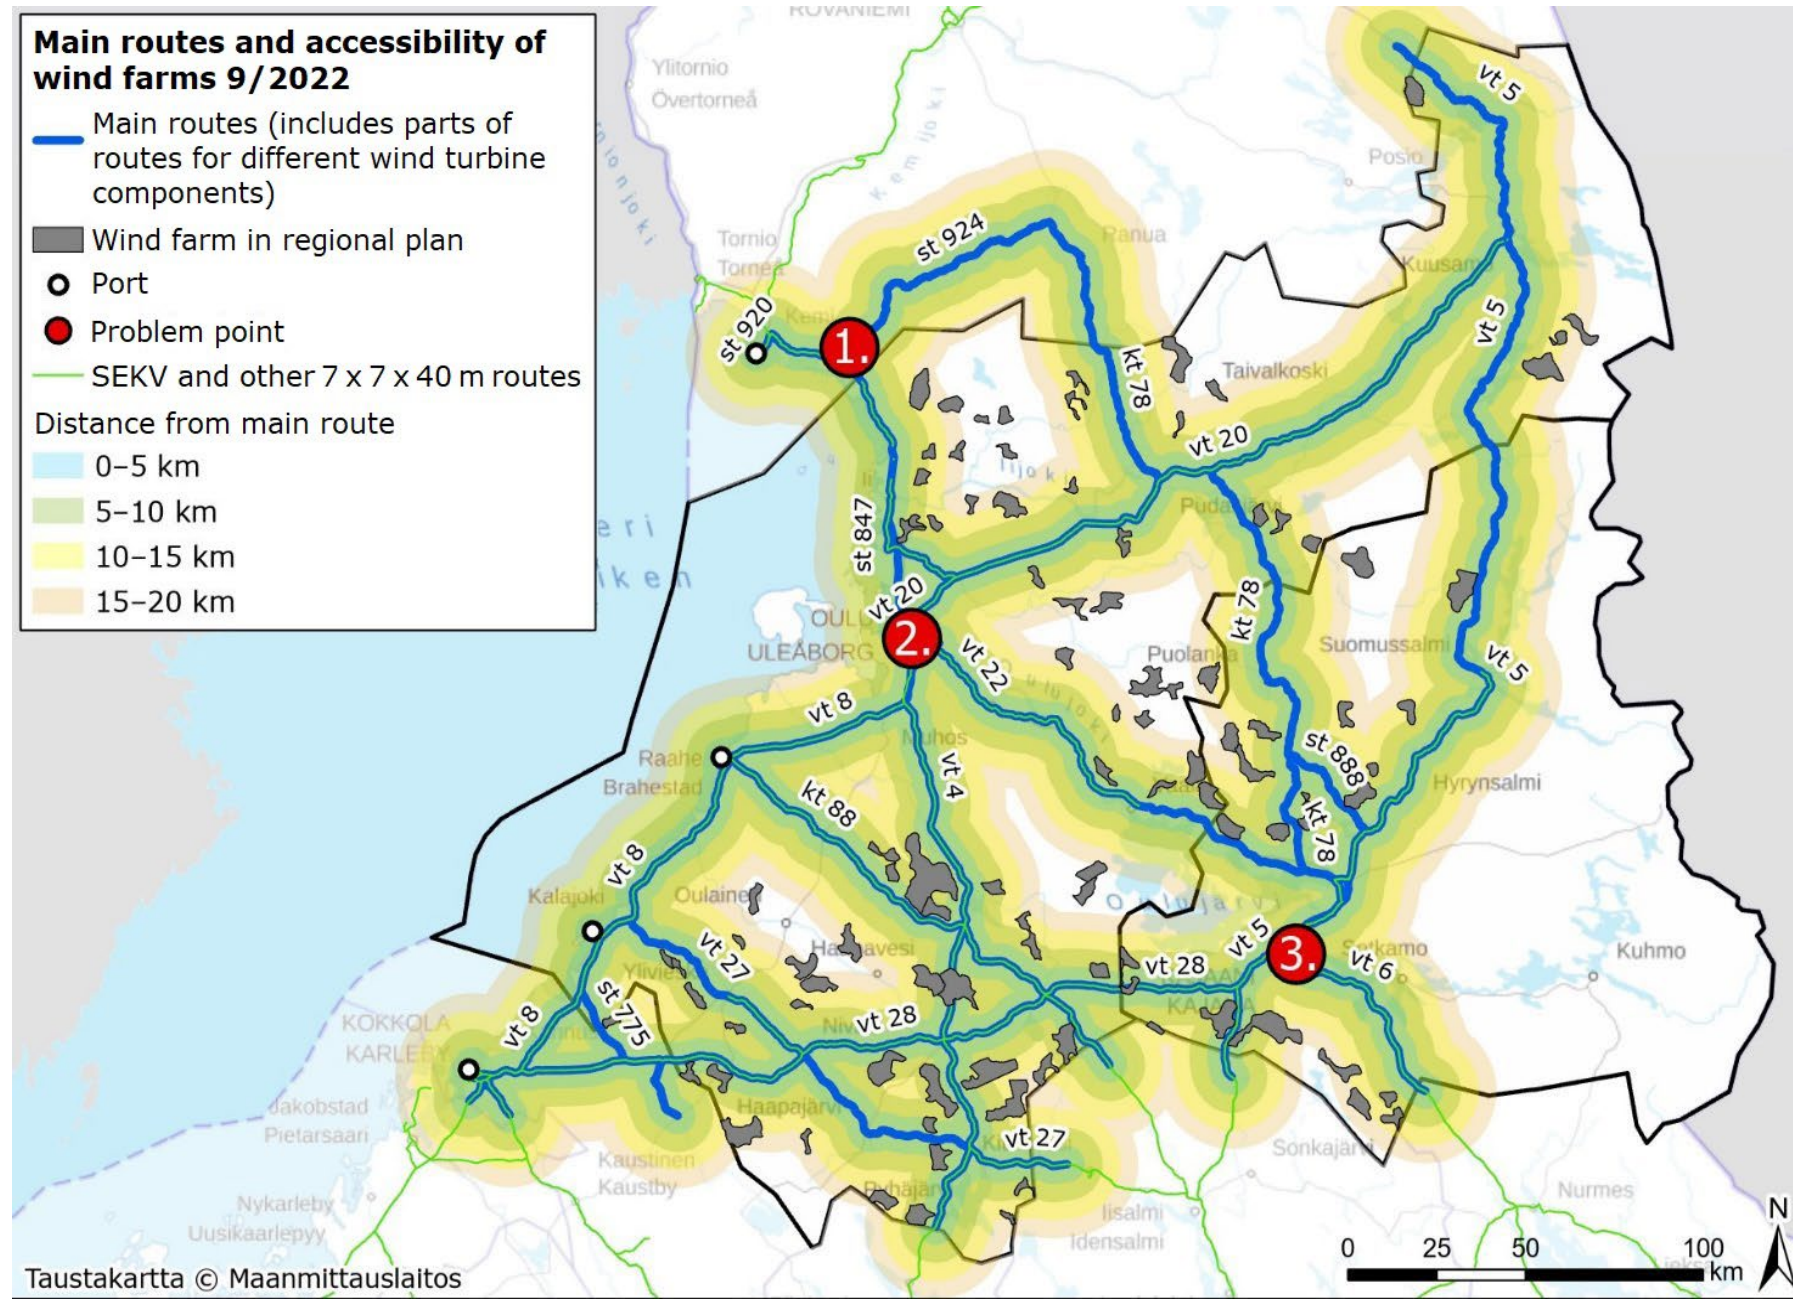 Main routes and accessibility of
wind farms 9/2022
Main routes (includes parts of
routes for different wind turbine
components)
Wind farm in regional plan
Port
Problem point
SEKV and other 7 x 7 x 40 m routes
Distance from main route
0–5 km
5–10 km
10–15 km
15–20 km
ROVANIEMI
Ylitornio
Övertorneå
Kemijoki
vt 5
Posio
st 924
Ranua
Tornio
Torneå
Kuusamo
st 920
1.
vt 5
kt 78
Taivalkoski
vt 20
Iijoki
Ii
st 847
vt 20
OULU
ULEÅBORG
2.
vt 22
Oulujoki
Puolanka
kt 78
Suomussalmi
vt 5
vt 8
Muhos
Raahe
Brahestad
vt 4
st 888
Hyrynsalmi
kt 88
kt 78
vt 8
Kalajoki
Oulainen
Oulujärvi
vt 27
Haapavesi
Ylivieska
vt 28
vt 5
3.
Sotkamo
vt 6
Kuhmo
KAJAANI
KAJANA
st 775
vt 8
vt 28
KOKKOLA
KARLEBY
Jakobstad
Pietarsaari
Haapajärvi
vt 27
Kaustinen
Kaustby
Sonkajärvi
Pyhäjärvi
Nykarleby
Uusikaarlepyy
Iisalmi
Idensalmi
Nurmes
N
0 25 50 100
km
Taustakartta © Maanmittauslaitos